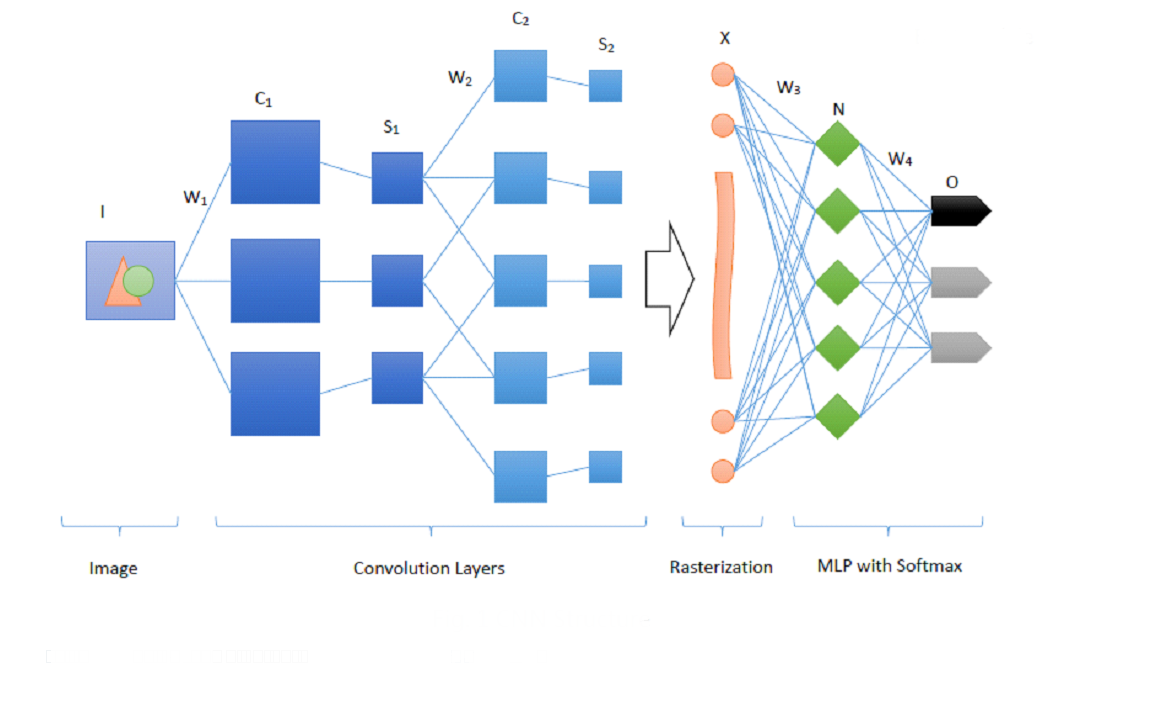 I
W₁
C₁
S₁
W₂
C₂
S₂
X
W₃
N
W₄
O
Image
Convolution Layers
Rasterization
MLP with Softmax